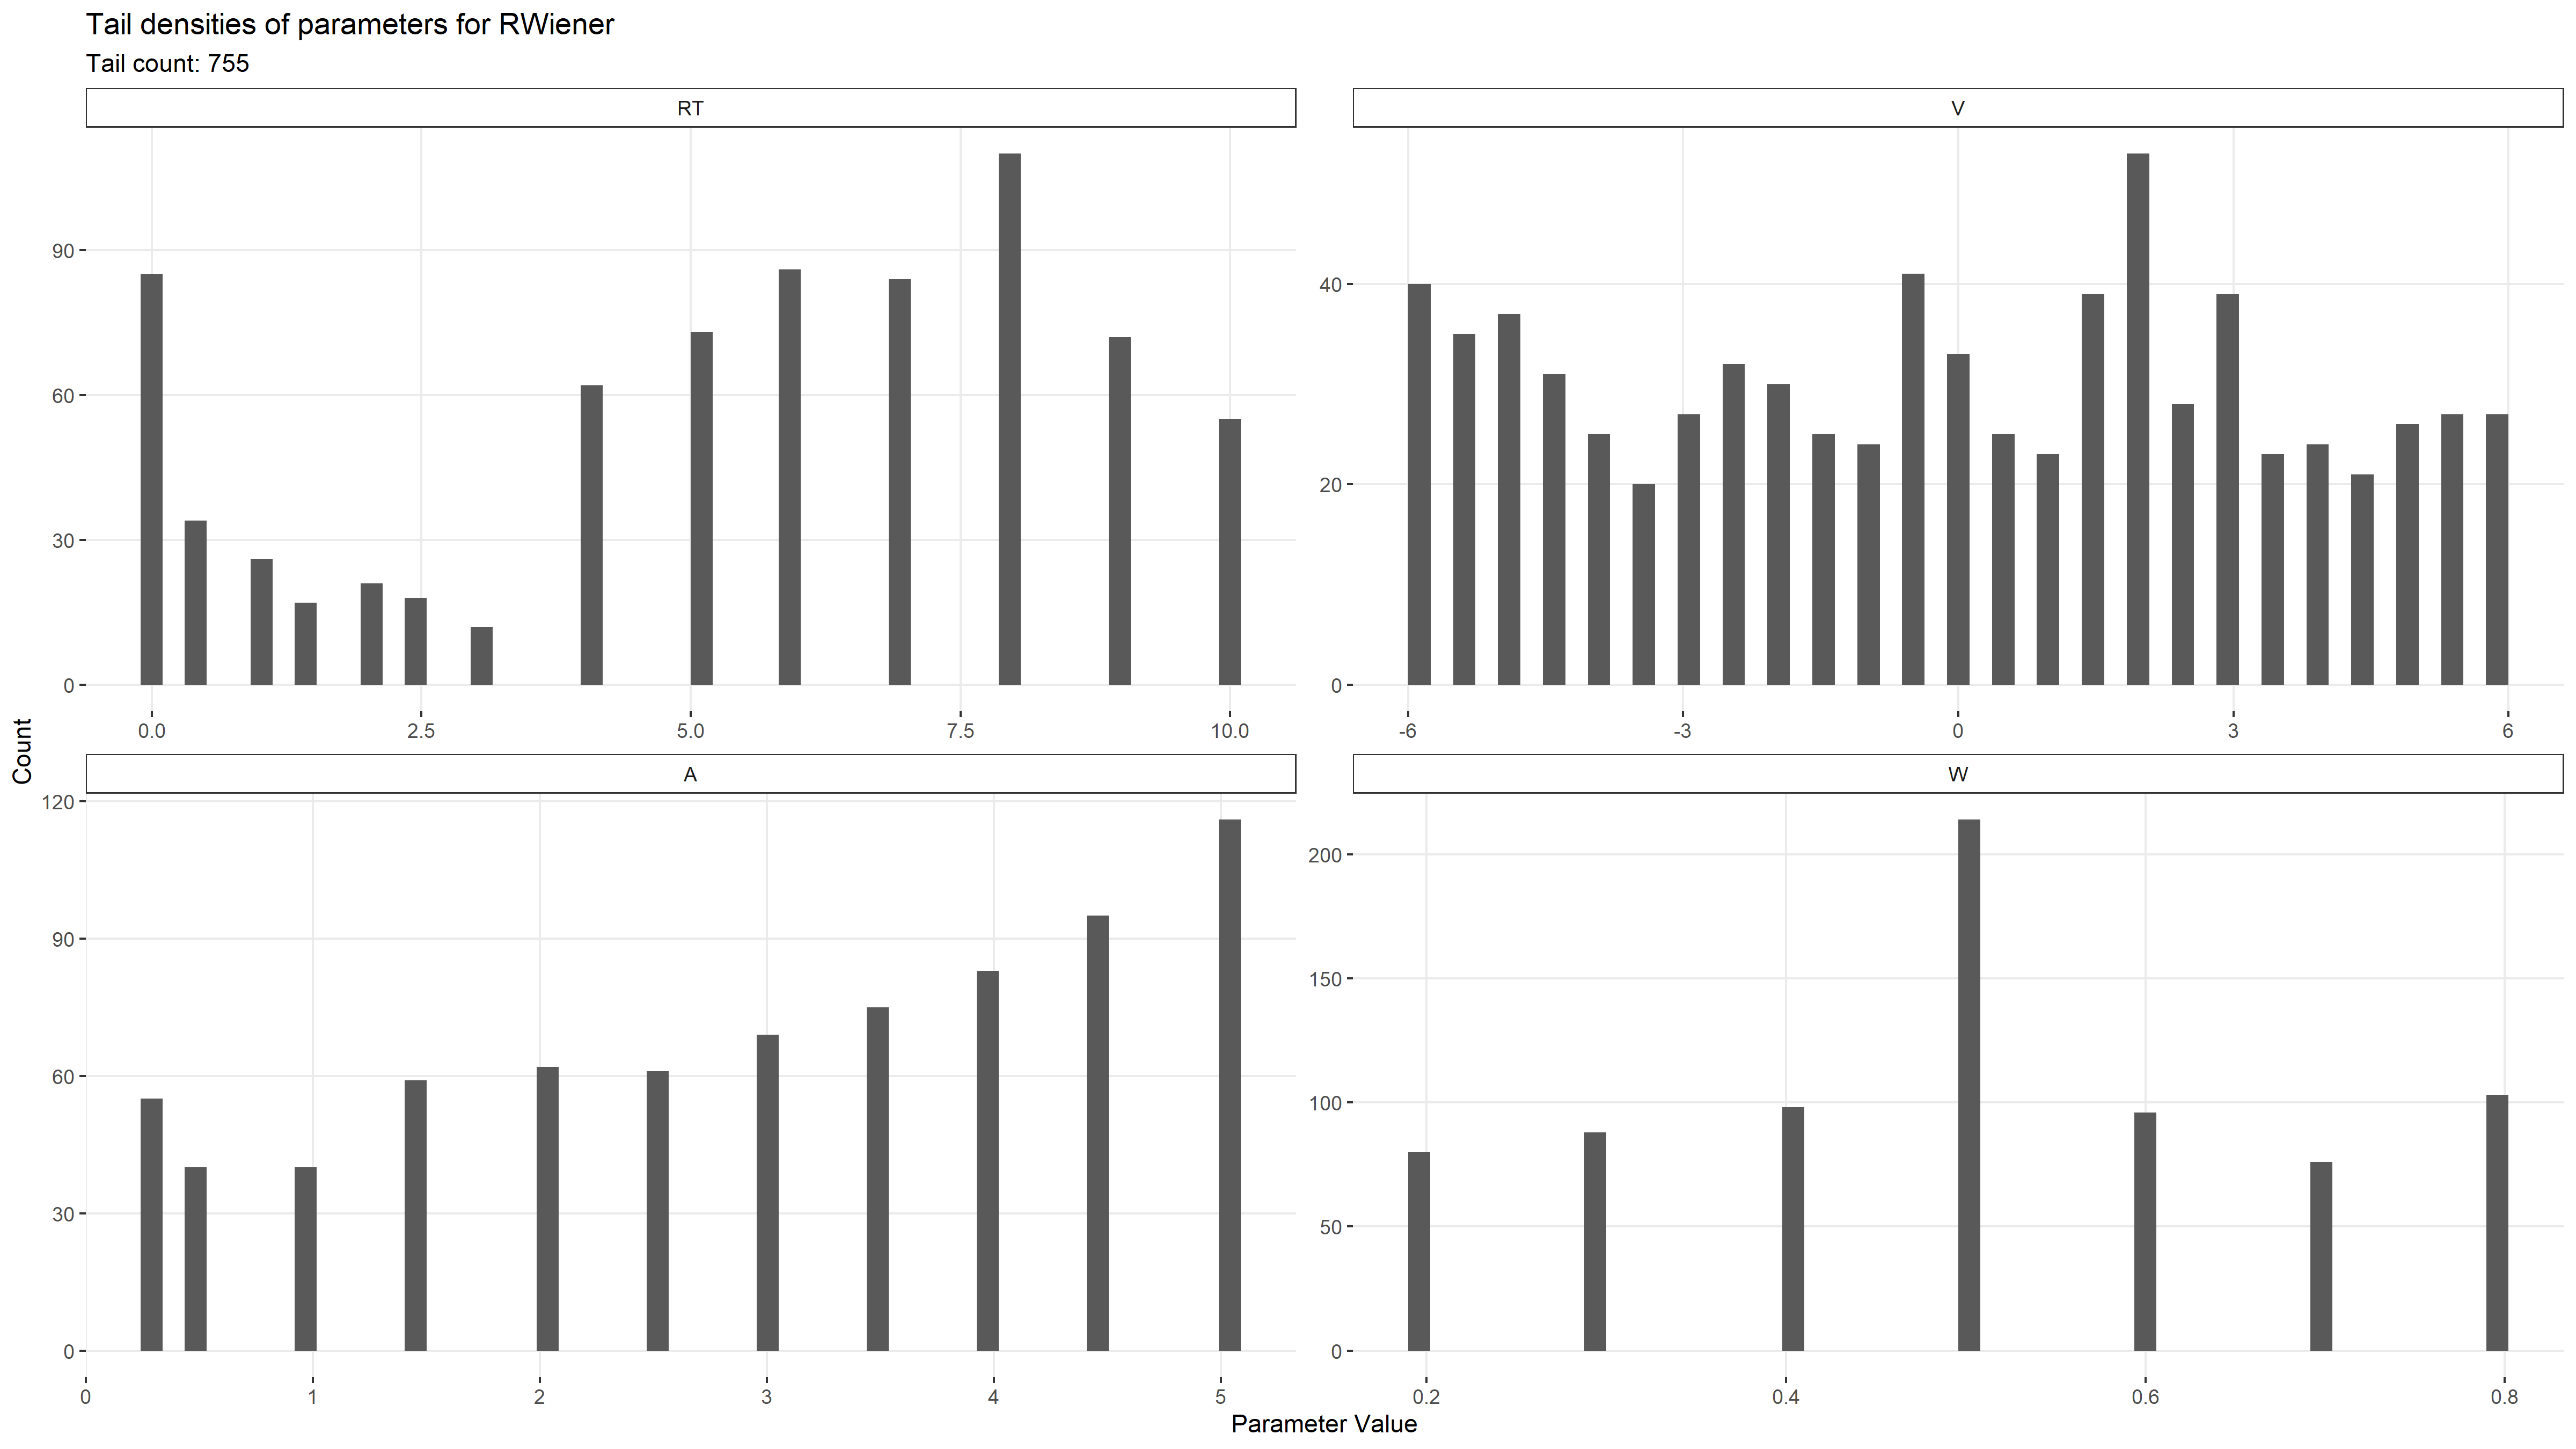 Tail densities of parameters for RWiener
Tail count: 755
RT
90
60
30
0
0.0 2.5 5.0 7.5 10.0
V
40
20
0
-6 -3 0 3 6
Count
A
120
90
60
30
0
0 1 2 3 4 5
W
200
150
100
50
0
0.2 0.4 0.6 0.8
Parameter Value